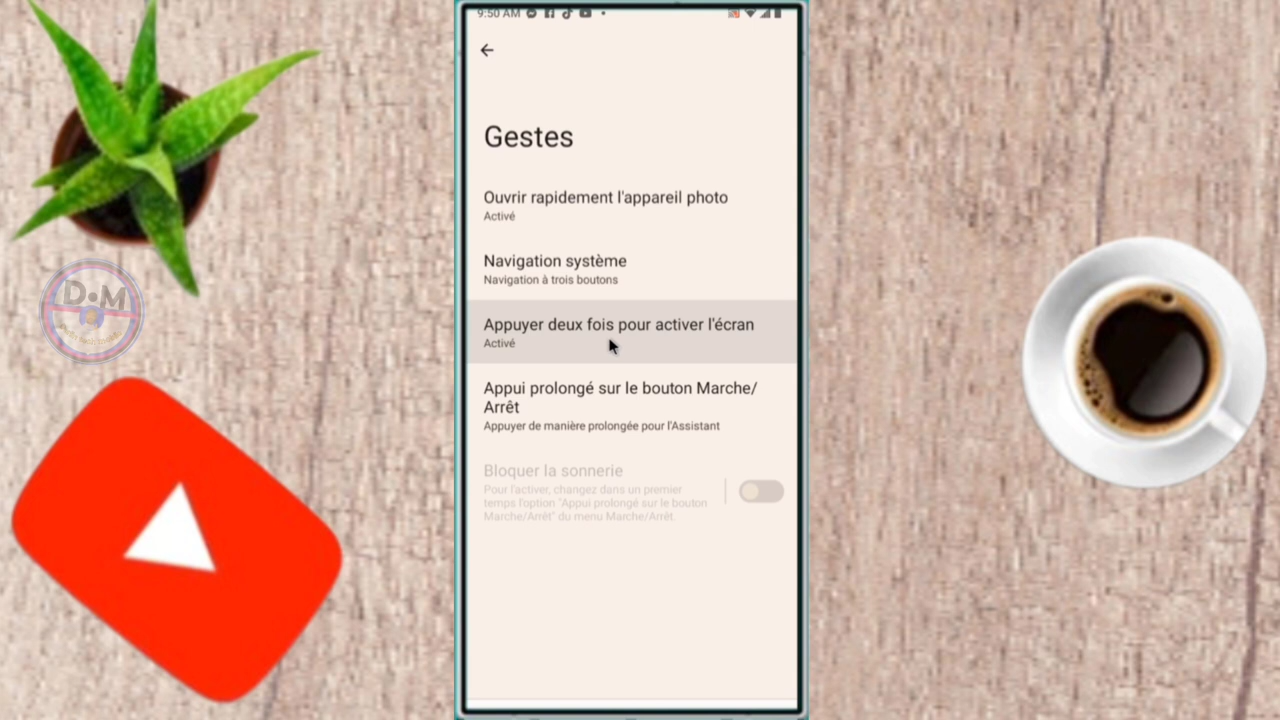 9:50 AM
Gestes
Ouvrir rapidement l'appareil photo
Activé
Navigation système
Navigation à trois boutons
Appuyer deux fois pour activer l'écran
Activé
Appui prolongé sur le bouton Marche/
Arrêt
Appuyer de manière prolongée pour l'Assistant
Bloquer la sonnerie
Pour l'activer, changez dans un premier
temps l'option "Appui prolongé sur le bouton
Marche/Arrêt" du menu Marche/Arrêt.
D•M